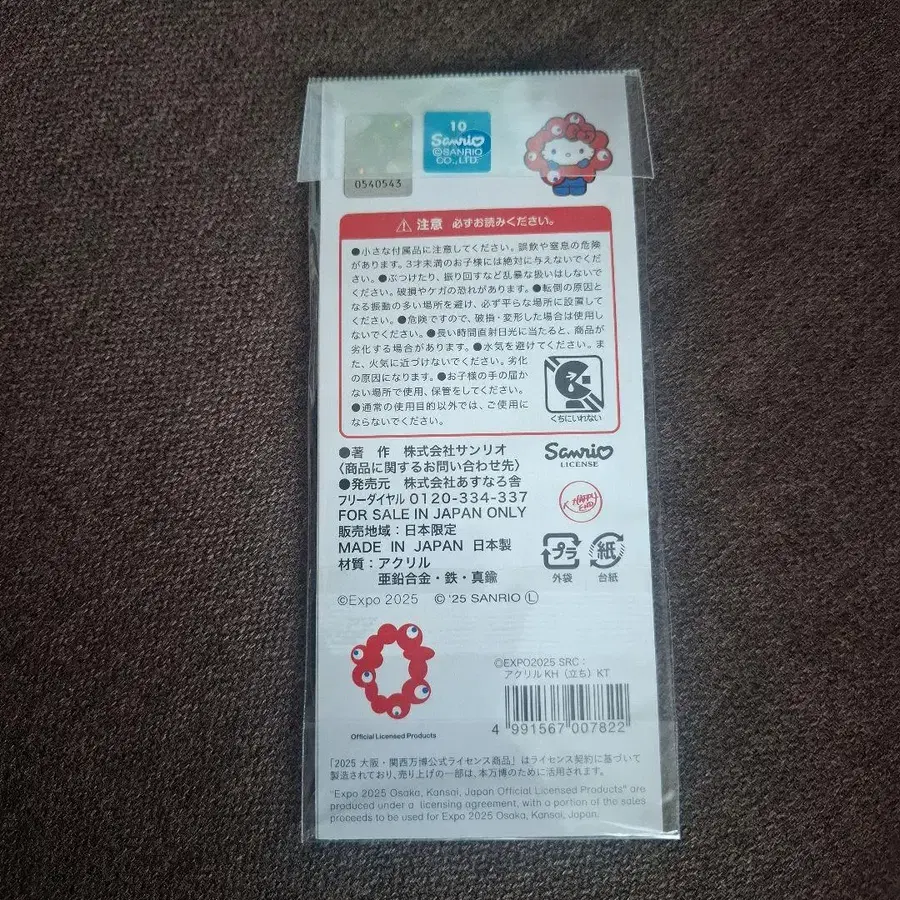 0540543
10
Sanrio
©SANRIO
CO.,LTD.
⚠ 注意 必ずお読みください。
●小さな付属品に注意してください。誤飲や窒息の危険
があります。3才未満のお子様には絶対に与えないでく
ださい。●ぶつけたり、振り回すなど乱暴な扱いはしないで
ください。破損やケガの恐れがあります。●転倒の原因と
なる振動の多い場所を避け、必ず平らな場所に設置して
ください。●危険ですので、破損・変形した場合は使用し
ないでください。●長い時間直射日光に当たると、商品が
劣化する場合があります。●水気を避けてください。ま
た、火気に近づけないでください。劣化
の原因になります。●お子様の手の届か
ない場所で使用、保管をしてください。
●通常の使用目的以外では、ご使用に
ならないでください。
くちにいれない
●著 作 株式会社サンリオ
〈商品に関するお問い合わせ先〉
●発売元 株式会社あすなろ舎
フリーダイヤル 0120-334-337
FOR SALE IN JAPAN ONLY
販売地域：日本限定
MADE IN JAPAN 日本製
材質：アクリル
亜鉛合金・鉄・真鍮
Sanrio
LICENSE
HAPPY
END
プラ
外袋
紙
台紙
©Expo 2025 © '25 SANRIO Ⓛ
Official Licensed Products
©EXPO2025 SRC：
アクリルKH（立ち）KT
4 991567 007822
「2025 大阪・関西万博公式ライセンス商品」はライセンス契約に基づいて
製造されており、売り上げの一部は、本万博のために活用されます。
"Expo 2025 Osaka, Kansai, Japan Official Licensed Products" are
produced under a licensing agreement, with a portion of the sales
proceeds to be used for Expo 2025 Osaka, Kansai, Japan.